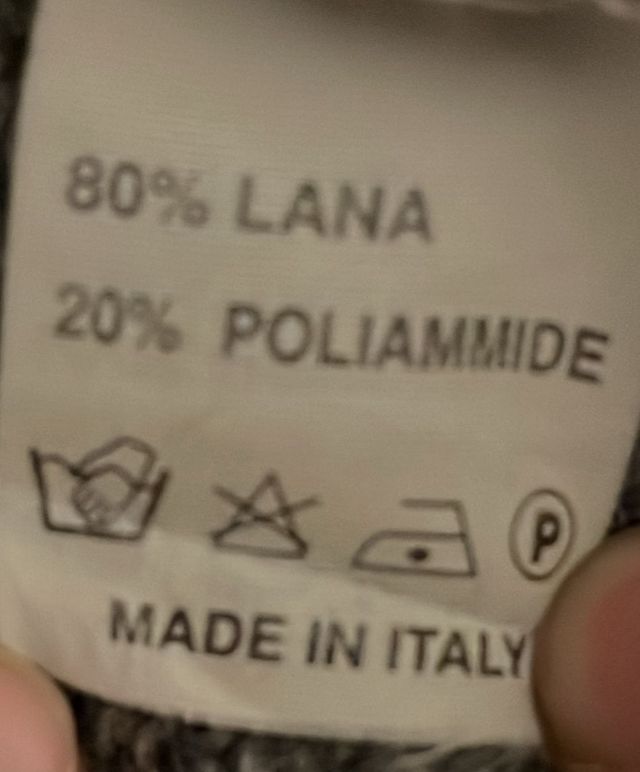 80% LANA
20% POLIAMMIDE
P
MADE IN ITALY